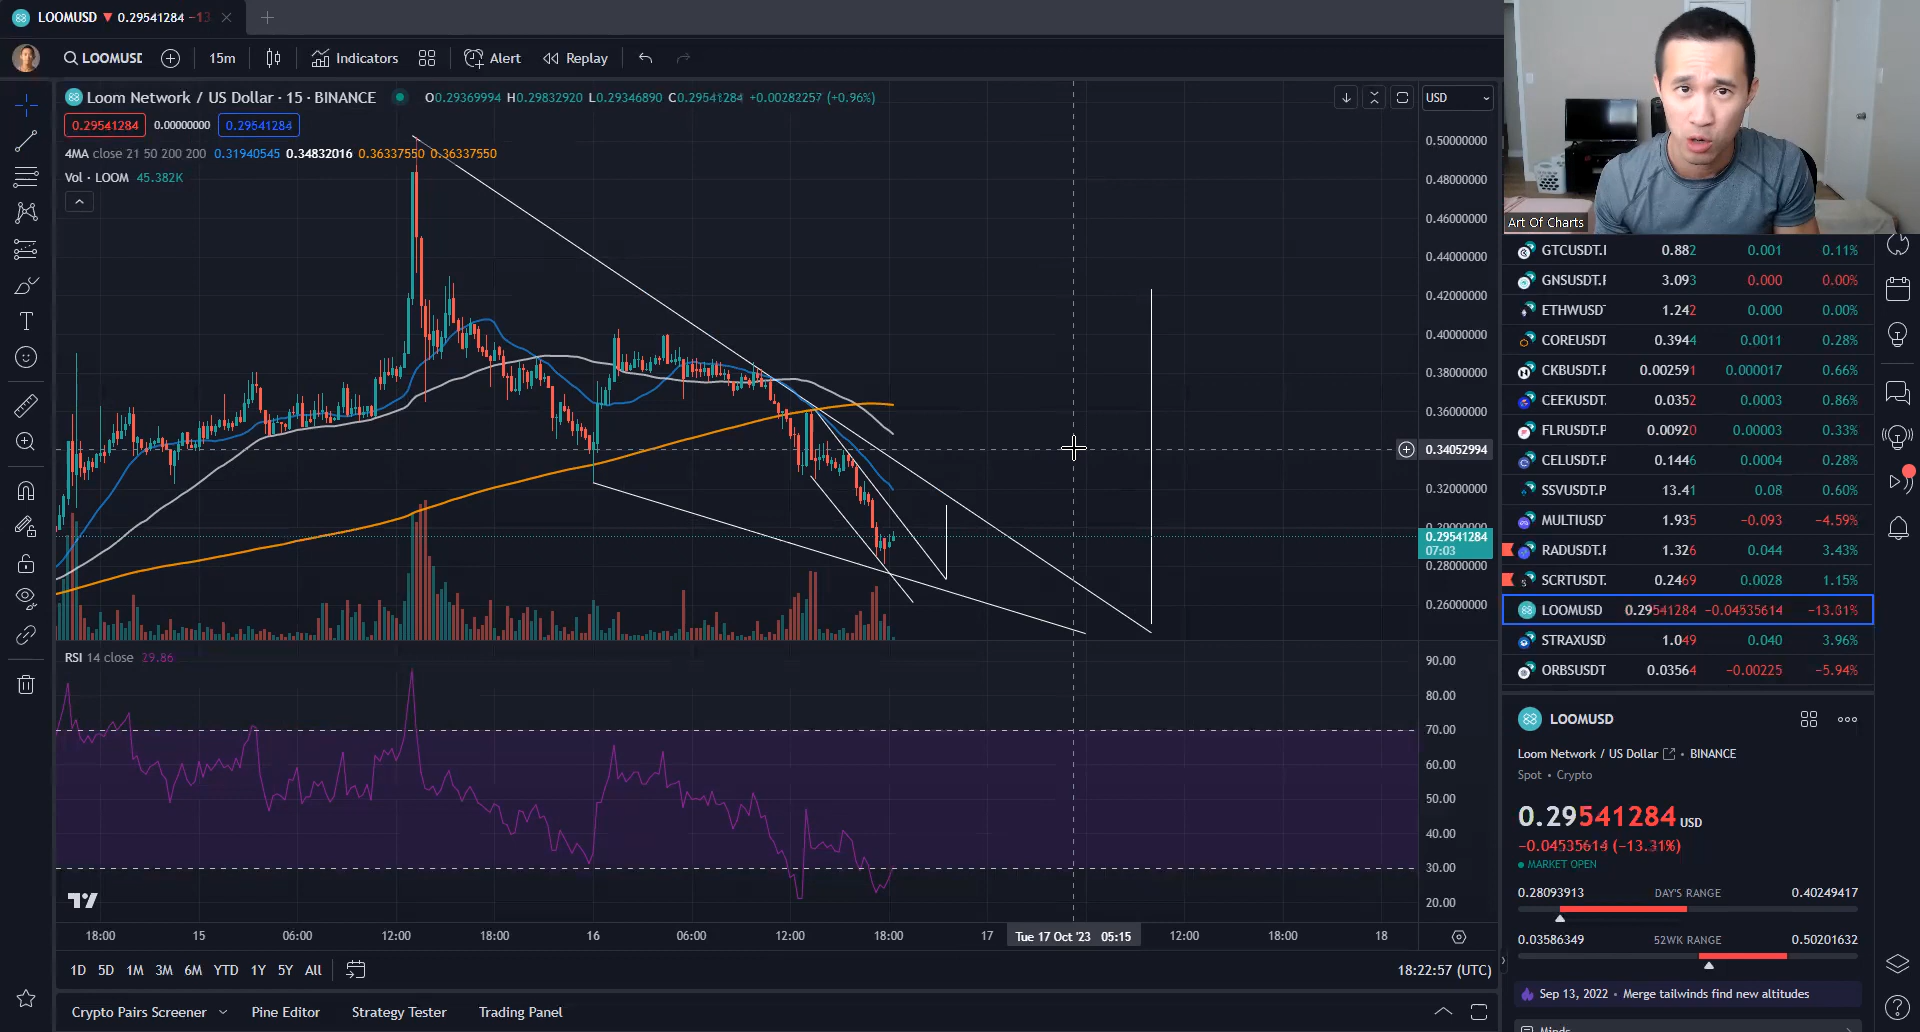 LOOMUSD ▼ 0.29541284 −13
LOOMUSD 15m Indicators Alert Replay
Loom Network / US Dollar · 15 · BINANCE O0.29369994 H0.29832920 L0.29346890 C0.29541284 +0.00282257 (+0.96%)
USD
0.29541284 0.00000000 0.29541284
4MA close 21 50 200 200 0.31940545 0.34832016 0.36337550 0.36337550
Vol · LOOM 45.382K
0.50000000
0.48000000
0.46000000
0.44000000
0.42000000
0.40000000
0.38000000
0.36000000
0.34052994
0.32000000
0.29541284
07:03
0.28000000
0.26000000
RSI 14 close 29.86
90.00
80.00
70.00
60.00
50.00
40.00
30.00
20.00
18:00 15 06:00 12:00 18:00 16 06:00 12:00 18:00 17 Tue 17 Oct '23 05:15 12:00 18:00 18
1D 5D 1M 3M 6M YTD 1Y 5Y All 18:22:57 (UTC)
Crypto Pairs Screener Pine Editor Strategy Tester Trading Panel
Art Of Charts
GTCUSDT.F 0.882 0.001 0.11%
GNSUSDT.F 3.093 0.000 0.00%
ETHWUSD 1.242 0.000 0.00%
COREUSDT 0.3944 0.0011 0.28%
CKBUSDT.F 0.002591 0.000017 0.66%
CEEKUSDT. 0.0352 0.0003 0.86%
FLRUSDT.P 0.00920 0.00003 0.33%
CELUSDT.P 0.1446 0.0004 0.28%
SSVUSDT.P 13.41 0.08 0.60%
MULTIUSD 1.935 −0.093 −4.59%
RADUSDT.F 1.326 0.044 3.43%
SCRTUSDT. 0.2469 0.0028 1.15%
LOOMUSD 0.29541284 −0.04535614 −13.31%
STRAXUSD 1.049 0.040 3.96%
ORBSUSDT 0.03564 −0.00225 −5.94%
LOOMUSD
Loom Network / US Dollar • BINANCE
Spot • Crypto
0.29541284 USD
−0.04535614 (−13.31%)
MARKET OPEN
0.28093913 DAY'S RANGE 0.40249417
0.03586349 52WK RANGE 0.50201632
Sep 13, 2022 • Merge tailwinds find new altitudes